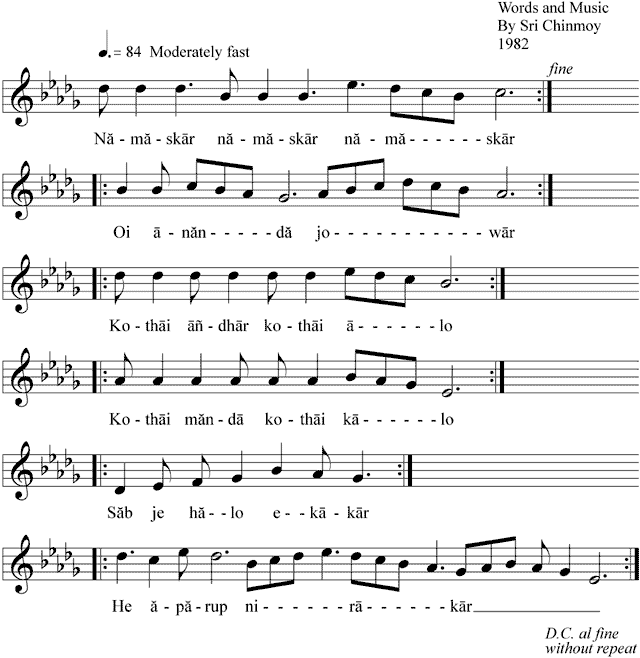 Words and Music
By Sri Chinmoy
1982
♩. = 84 Moderately fast
fine
Nă-mă-skār nă-mă-skār nă-mă-----skār
Oi ā-năn-----dă jo----------wār
Ko-thāi āñ-dhār ko-thāi ā------lo
Ko-thāi măn-dā ko-thāi kā------lo
Săb je hă--lo e-kā-kār
He ă-pă-rup ni-------ră------kār
D.C. al fine
without repeat